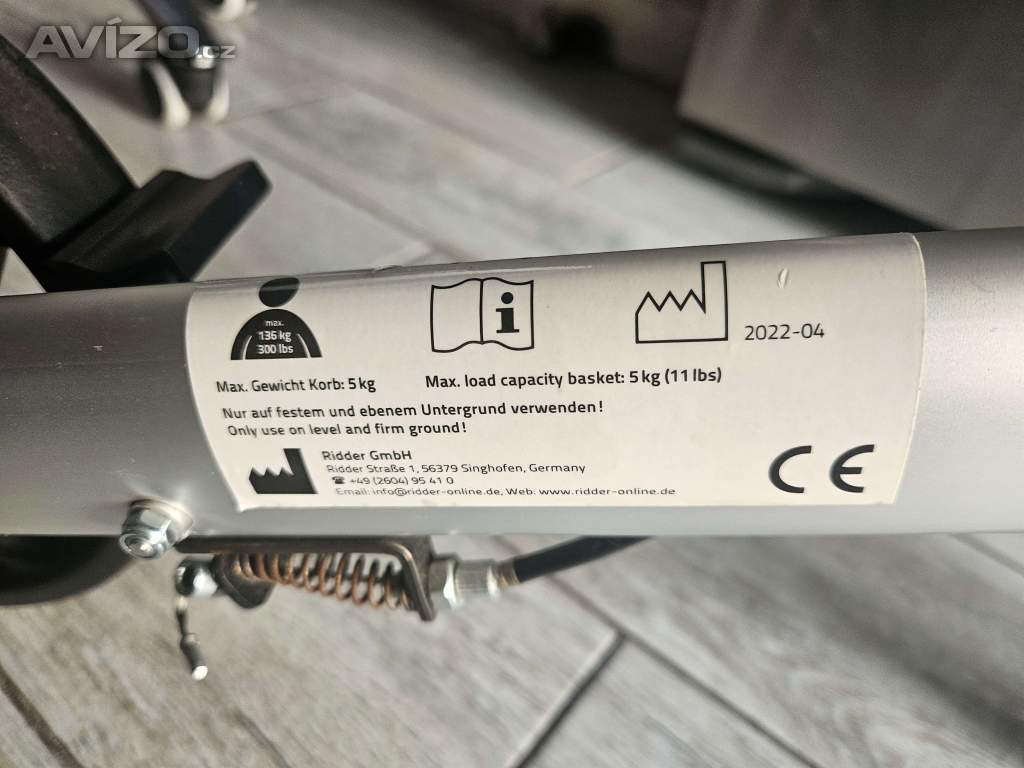 AVÍZO.cz
max.
136 kg
300 lbs
2022-04
Max. Gewicht Korb: 5 kg
Max. load capacity basket: 5 kg (11 lbs)
Nur auf festem und ebenem Untergrund verwenden!
Only use on level and firm ground!
Ridder GmbH
Ridder Straße 1, 56379 Singhofen, Germany
☎ +49 (2604) 95 41 0
Email: info@ridder-online.de, Web: www.ridder-online.de
CE